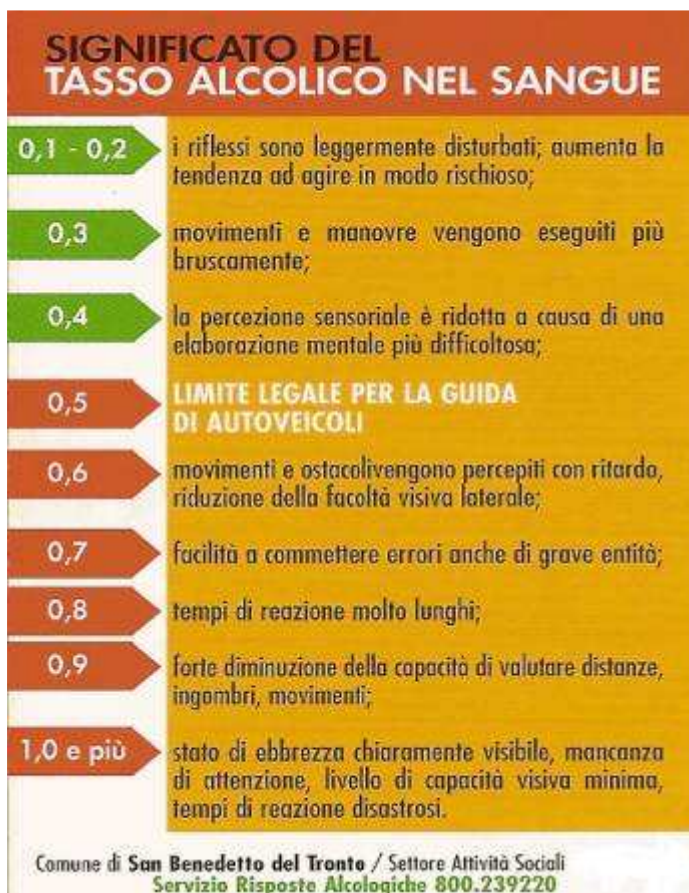 SIGNIFICATO DEL
TASSO ALCOLICO NEL SANGUE
0,1 - 0,2
i riflessi sono leggermente disturbati; aumenta la
tendenza ad agire in modo rischioso;
0,3
movimenti e manovre vengono eseguiti più
bruscamente;
0,4
la percezione sensoriale è ridotta a causa di una
elaborazione mentale più difficoltosa;
0,5
LIMITE LEGALE PER LA GUIDA
DI AUTOVEICOLI
0,6
movimenti e ostacolivengono percepiti con ritardo,
riduzione della facoltà visiva laterale;
0,7
facilità a commettere errori anche di grave entità;
0,8
tempi di reazione molto lunghi;
0,9
forte diminuzione della capacità di valutare distanze,
ingombri, movimenti;
1,0 e più
stato di ebbrezza chiaramente visibile, mancanza
di attenzione, livello di capacità visiva minima,
tempi di reazione disastrosi.
Comune di San Benedetto del Tronto / Settore Attività Sociali
Servizio Risposte Alcologiche 800.239220